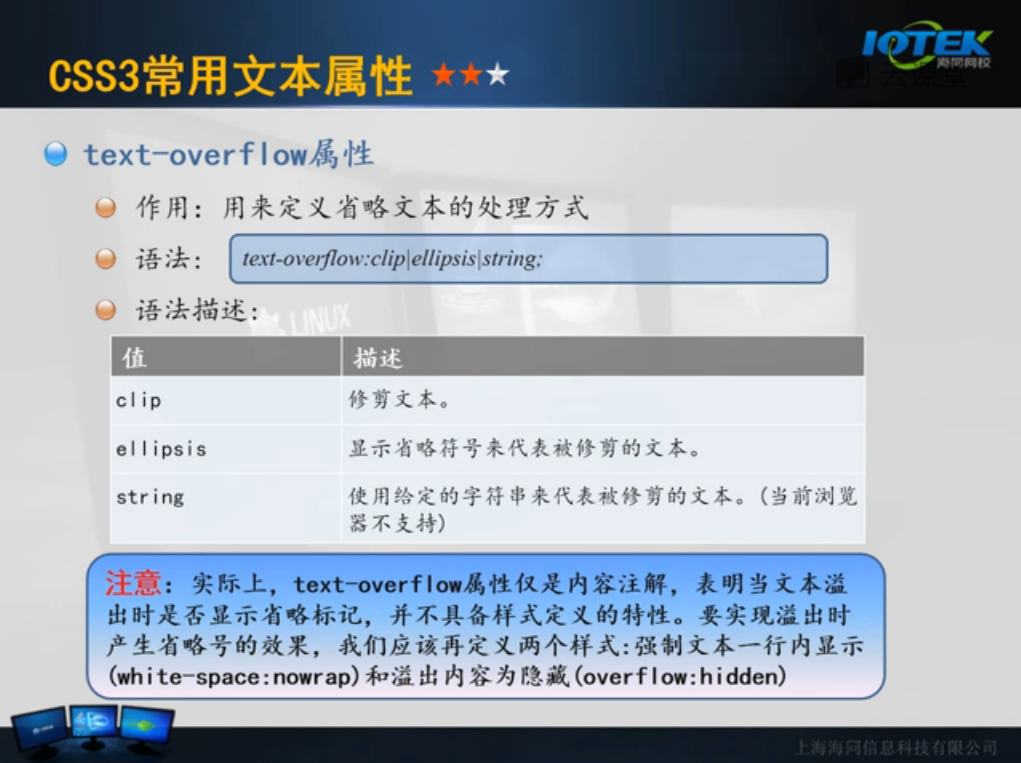 CSS3常用文本属性
IOTEK
海同网校
云课堂
text-overflow属性
作用：用来定义省略文本的处理方式
语法：
text-overflow:clip|ellipsis|string;
语法描述：
LINUX
值 描述
clip 修剪文本。
ellipsis 显示省略符号来代表被修剪的文本。
string 使用给定的字符串来代表被修剪的文本。(当前浏览
器不支持)
注意：实际上，text-overflow属性仅是内容注解，表明当文本溢
出时是否显示省略标记，并不具备样式定义的特性。要实现溢出时
产生省略号的效果，我们应该再定义两个样式:强制文本一行内显示
(white-space:nowrap)和溢出内容为隐藏(overflow:hidden)
上海海同信息科技有限公司